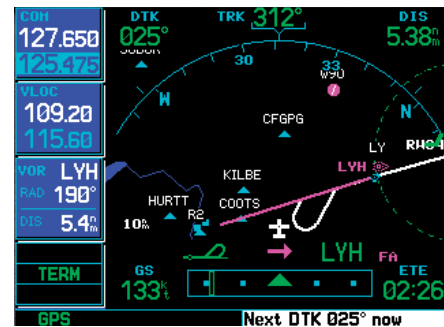 COM
127.650
125.475
VLOC
109.20
115.60
VOR LYH
RAD 190°
DIS 5.4nm
TERM
GPS
DTK
025°
TRK 312°
DIS
5.38nm
30
33
W
N
W90
CFGPG
LY
LYH
KILBE
HURTT
COOTS
R2
10nm
LYH FA
GS
133kt
ETE
02:26
Next DTK 025° now